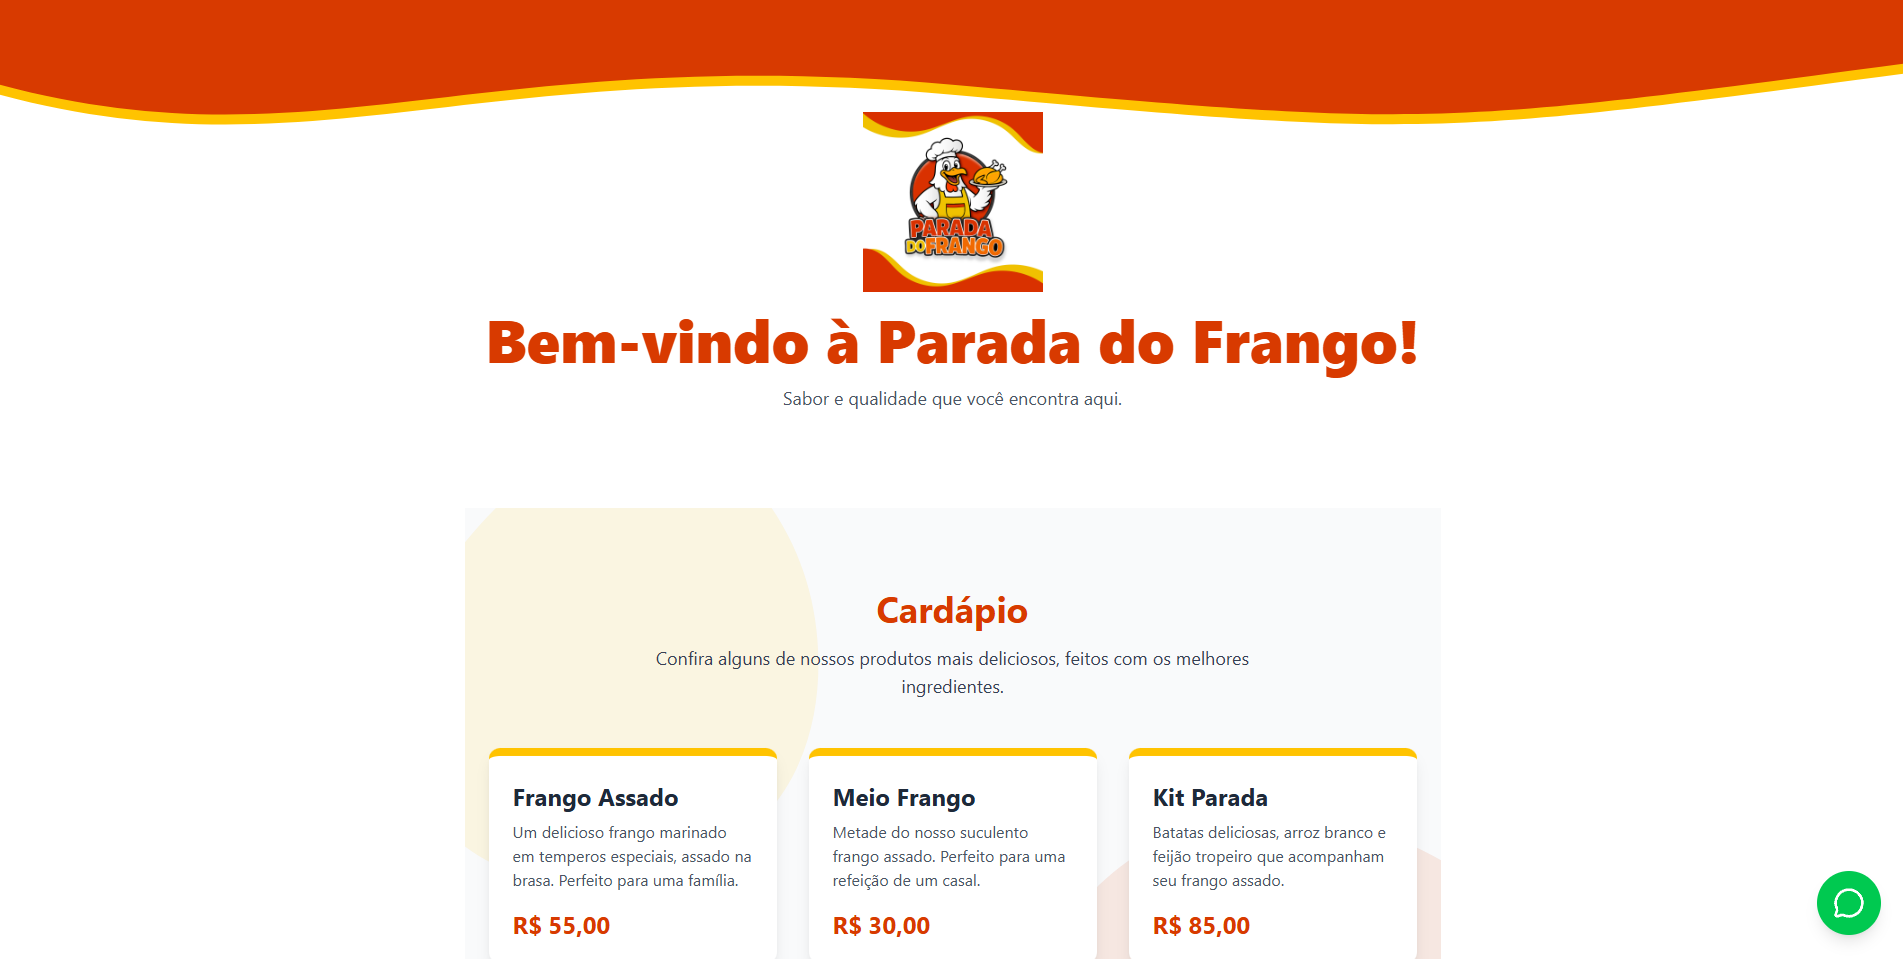 PARADA
DO FRANGO
Bem-vindo à Parada do Frango!
Sabor e qualidade que você encontra aqui.
Cardápio
Confira alguns de nossos produtos mais deliciosos, feitos com os melhores
ingredientes.
Frango Assado
Um delicioso frango marinado
em temperos especiais, assado na
brasa. Perfeito para uma família.
R$ 55,00
Meio Frango
Metade do nosso suculento
frango assado. Perfeito para uma
refeição de um casal.
R$ 30,00
Kit Parada
Batatas deliciosas, arroz branco e
feijão tropeiro que acompanham
seu frango assado.
R$ 85,00